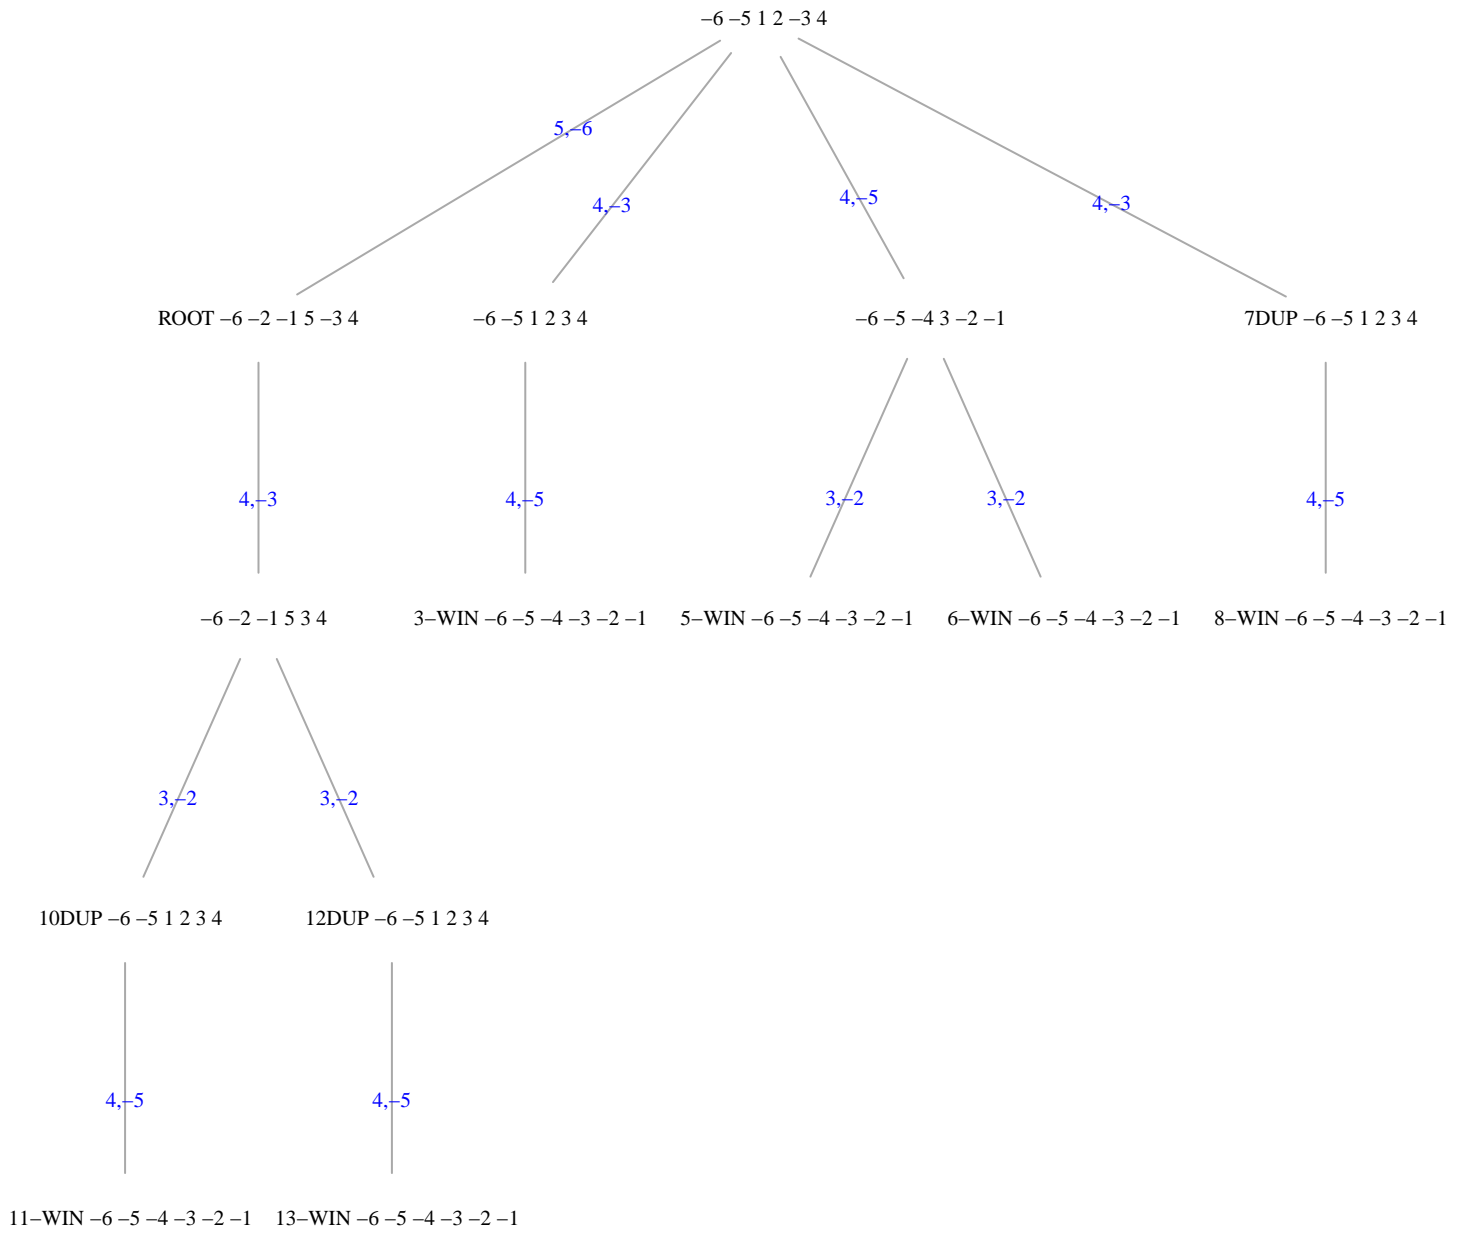 −6 −5 1 2 −3 4
5,−6
4,−3
4,−5
4,−3
ROOT −6 −2 −1 5 −3 4
−6 −5 1 2 3 4
−6 −5 −4 3 −2 −1
7DUP −6 −5 1 2 3 4
4,−3
4,−5
3,−2
3,−2
4,−5
−6 −2 −1 5 3 4
3−WIN −6 −5 −4 −3 −2 −1
5−WIN −6 −5 −4 −3 −2 −1
6−WIN −6 −5 −4 −3 −2 −1
8−WIN −6 −5 −4 −3 −2 −1
3,−2
3,−2
10DUP −6 −5 1 2 3 4
12DUP −6 −5 1 2 3 4
4,−5
4,−5
11−WIN −6 −5 −4 −3 −2 −1
13−WIN −6 −5 −4 −3 −2 −1